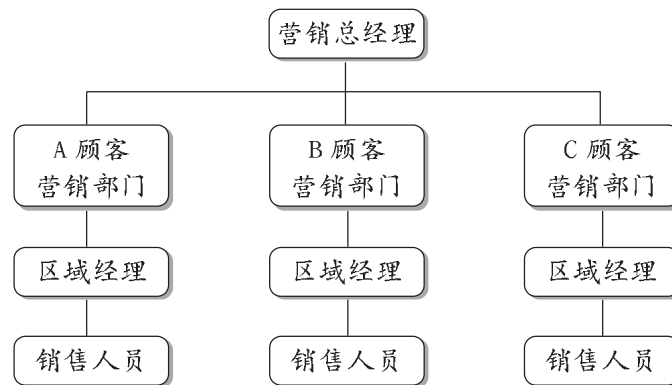 营销总经理
A 顾客
营销部门
B 顾客
营销部门
C 顾客
营销部门
区域经理
区域经理
区域经理
销售人员
销售人员
销售人员